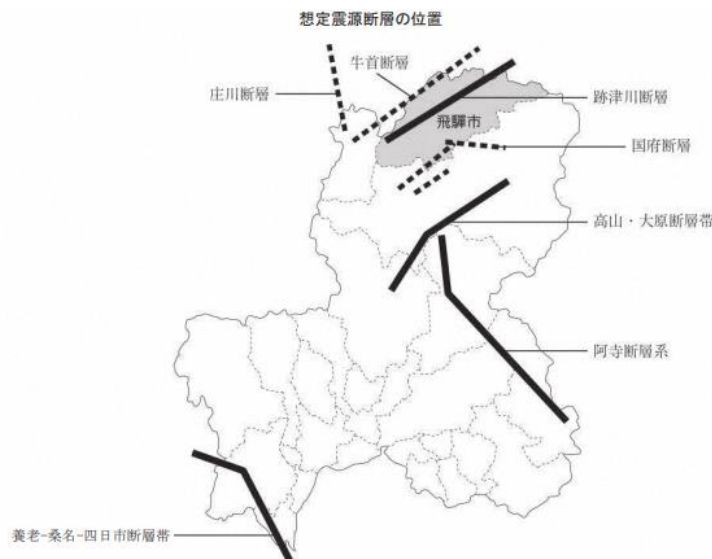 想定震源断層の位置
牛首断層
庄川断層
跡津川断層
飛騨市
国府断層
高山・大原断層帯
阿寺断層系
養老-桑名-四日市断層帯